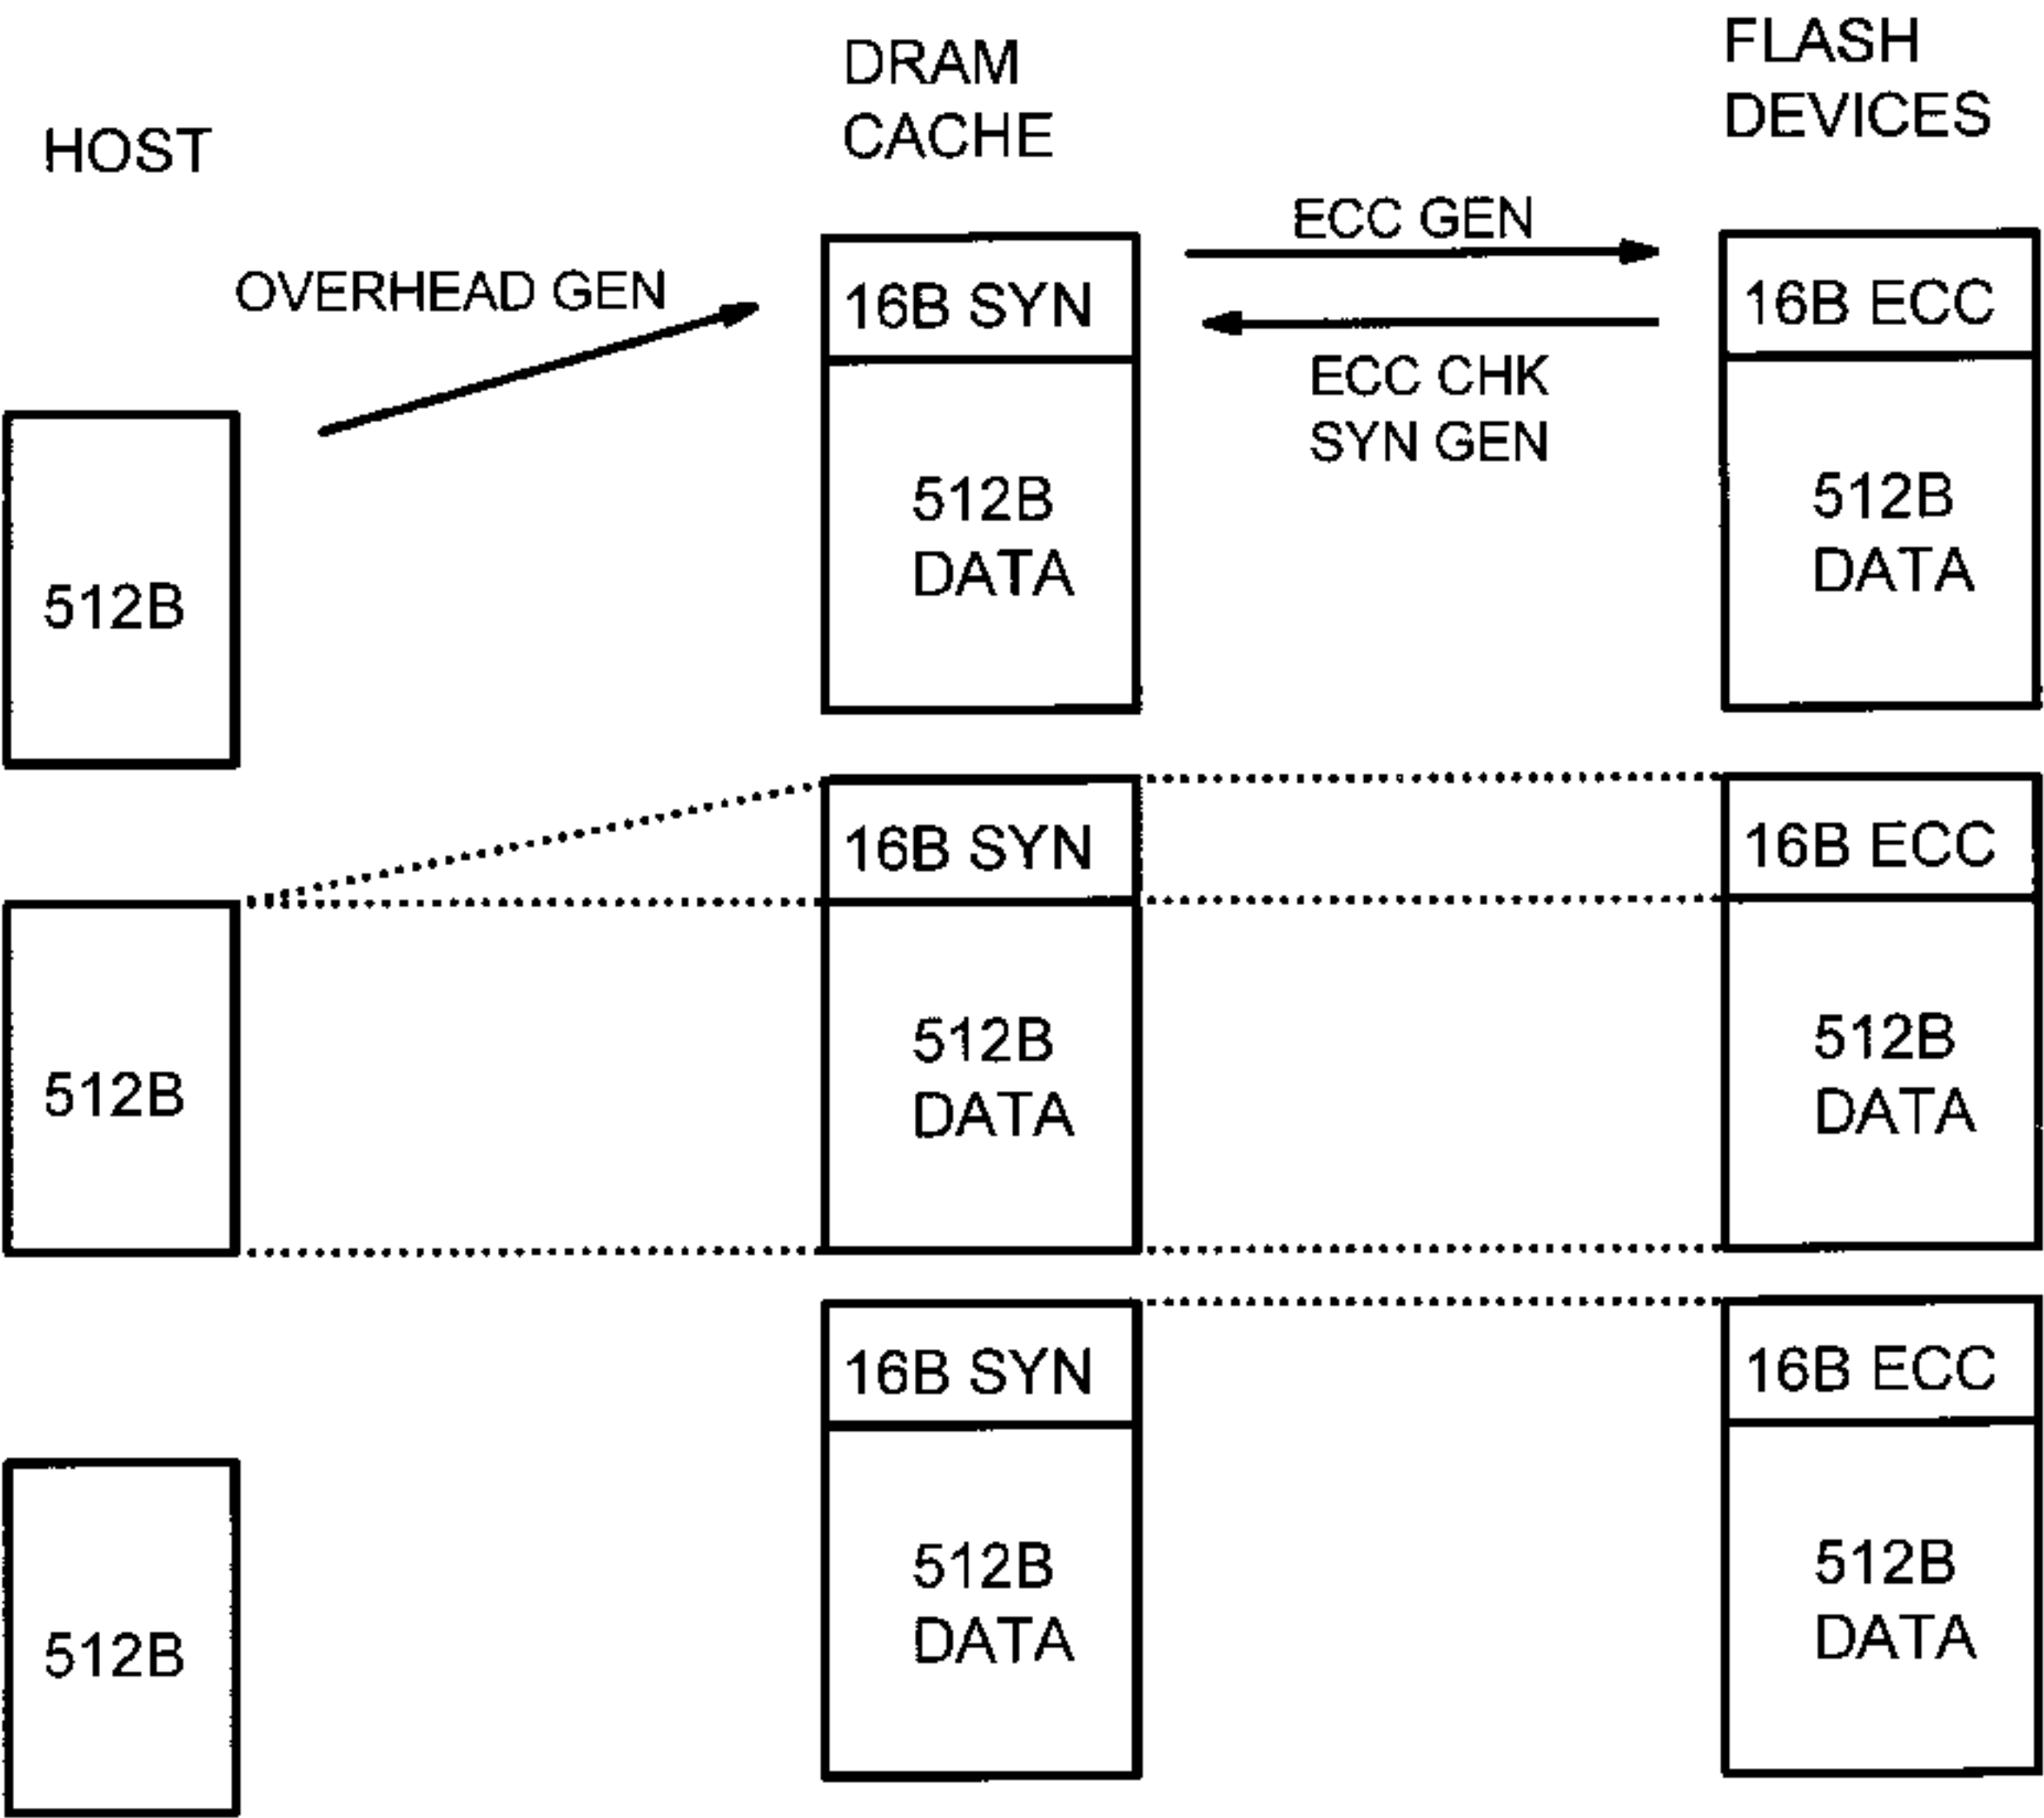 HOST
DRAM
CACHE
FLASH
DEVICES
OVERHEAD GEN
ECC GEN
ECC CHK
SYN GEN
512B
16B SYN
512B
DATA
16B ECC
512B
DATA
512B
16B SYN
512B
DATA
16B ECC
512B
DATA
512B
16B SYN
512B
DATA
16B ECC
512B
DATA